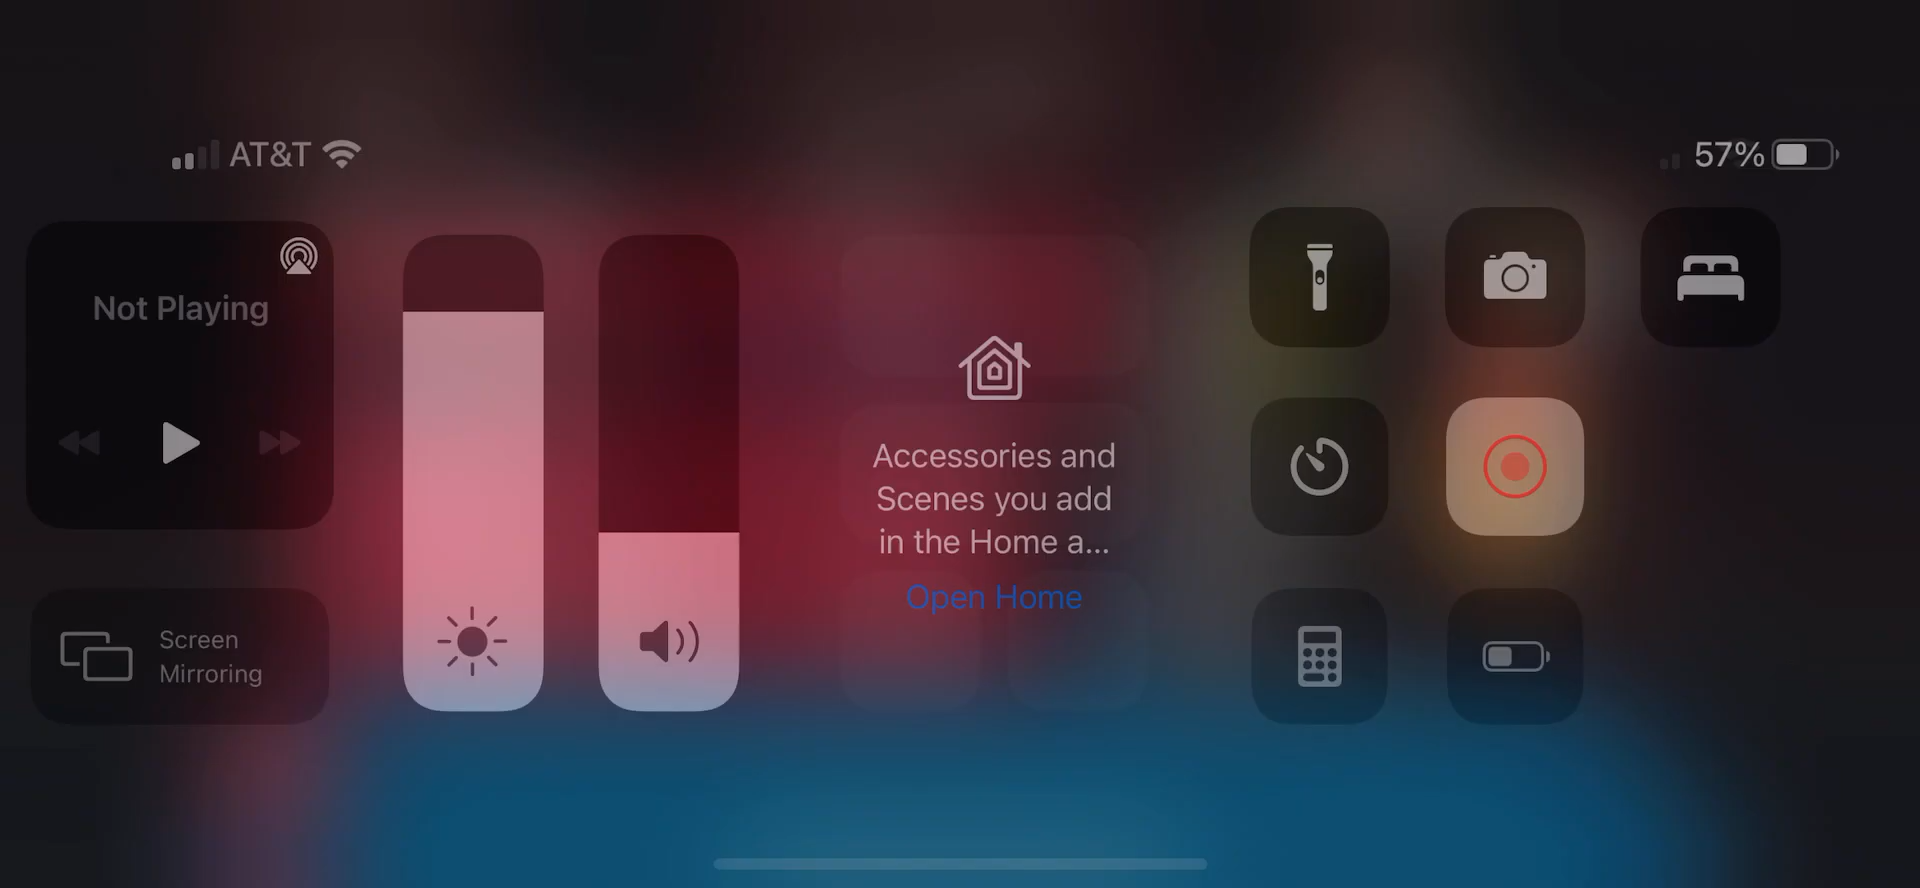 AT&T
57%
Not Playing
Screen
Mirroring
Accessories and
Scenes you add
in the Home a...
Open Home